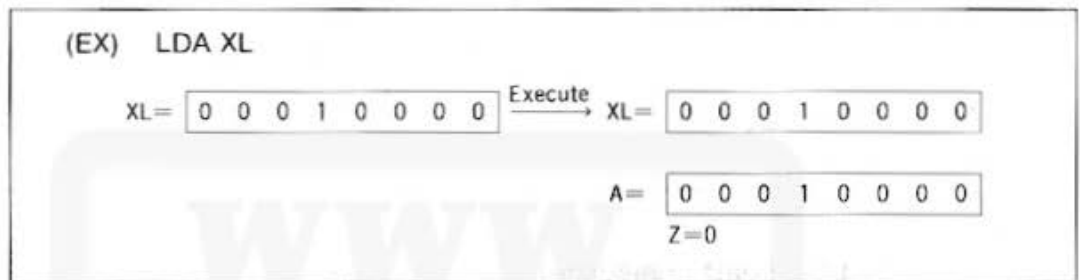 (EX) LDA XL
XL= 0 0 0 1 0 0 0 0 Execute → XL= 0 0 0 1 0 0 0 0
A= 0 0 0 1 0 0 0 0
Z=0
WWW